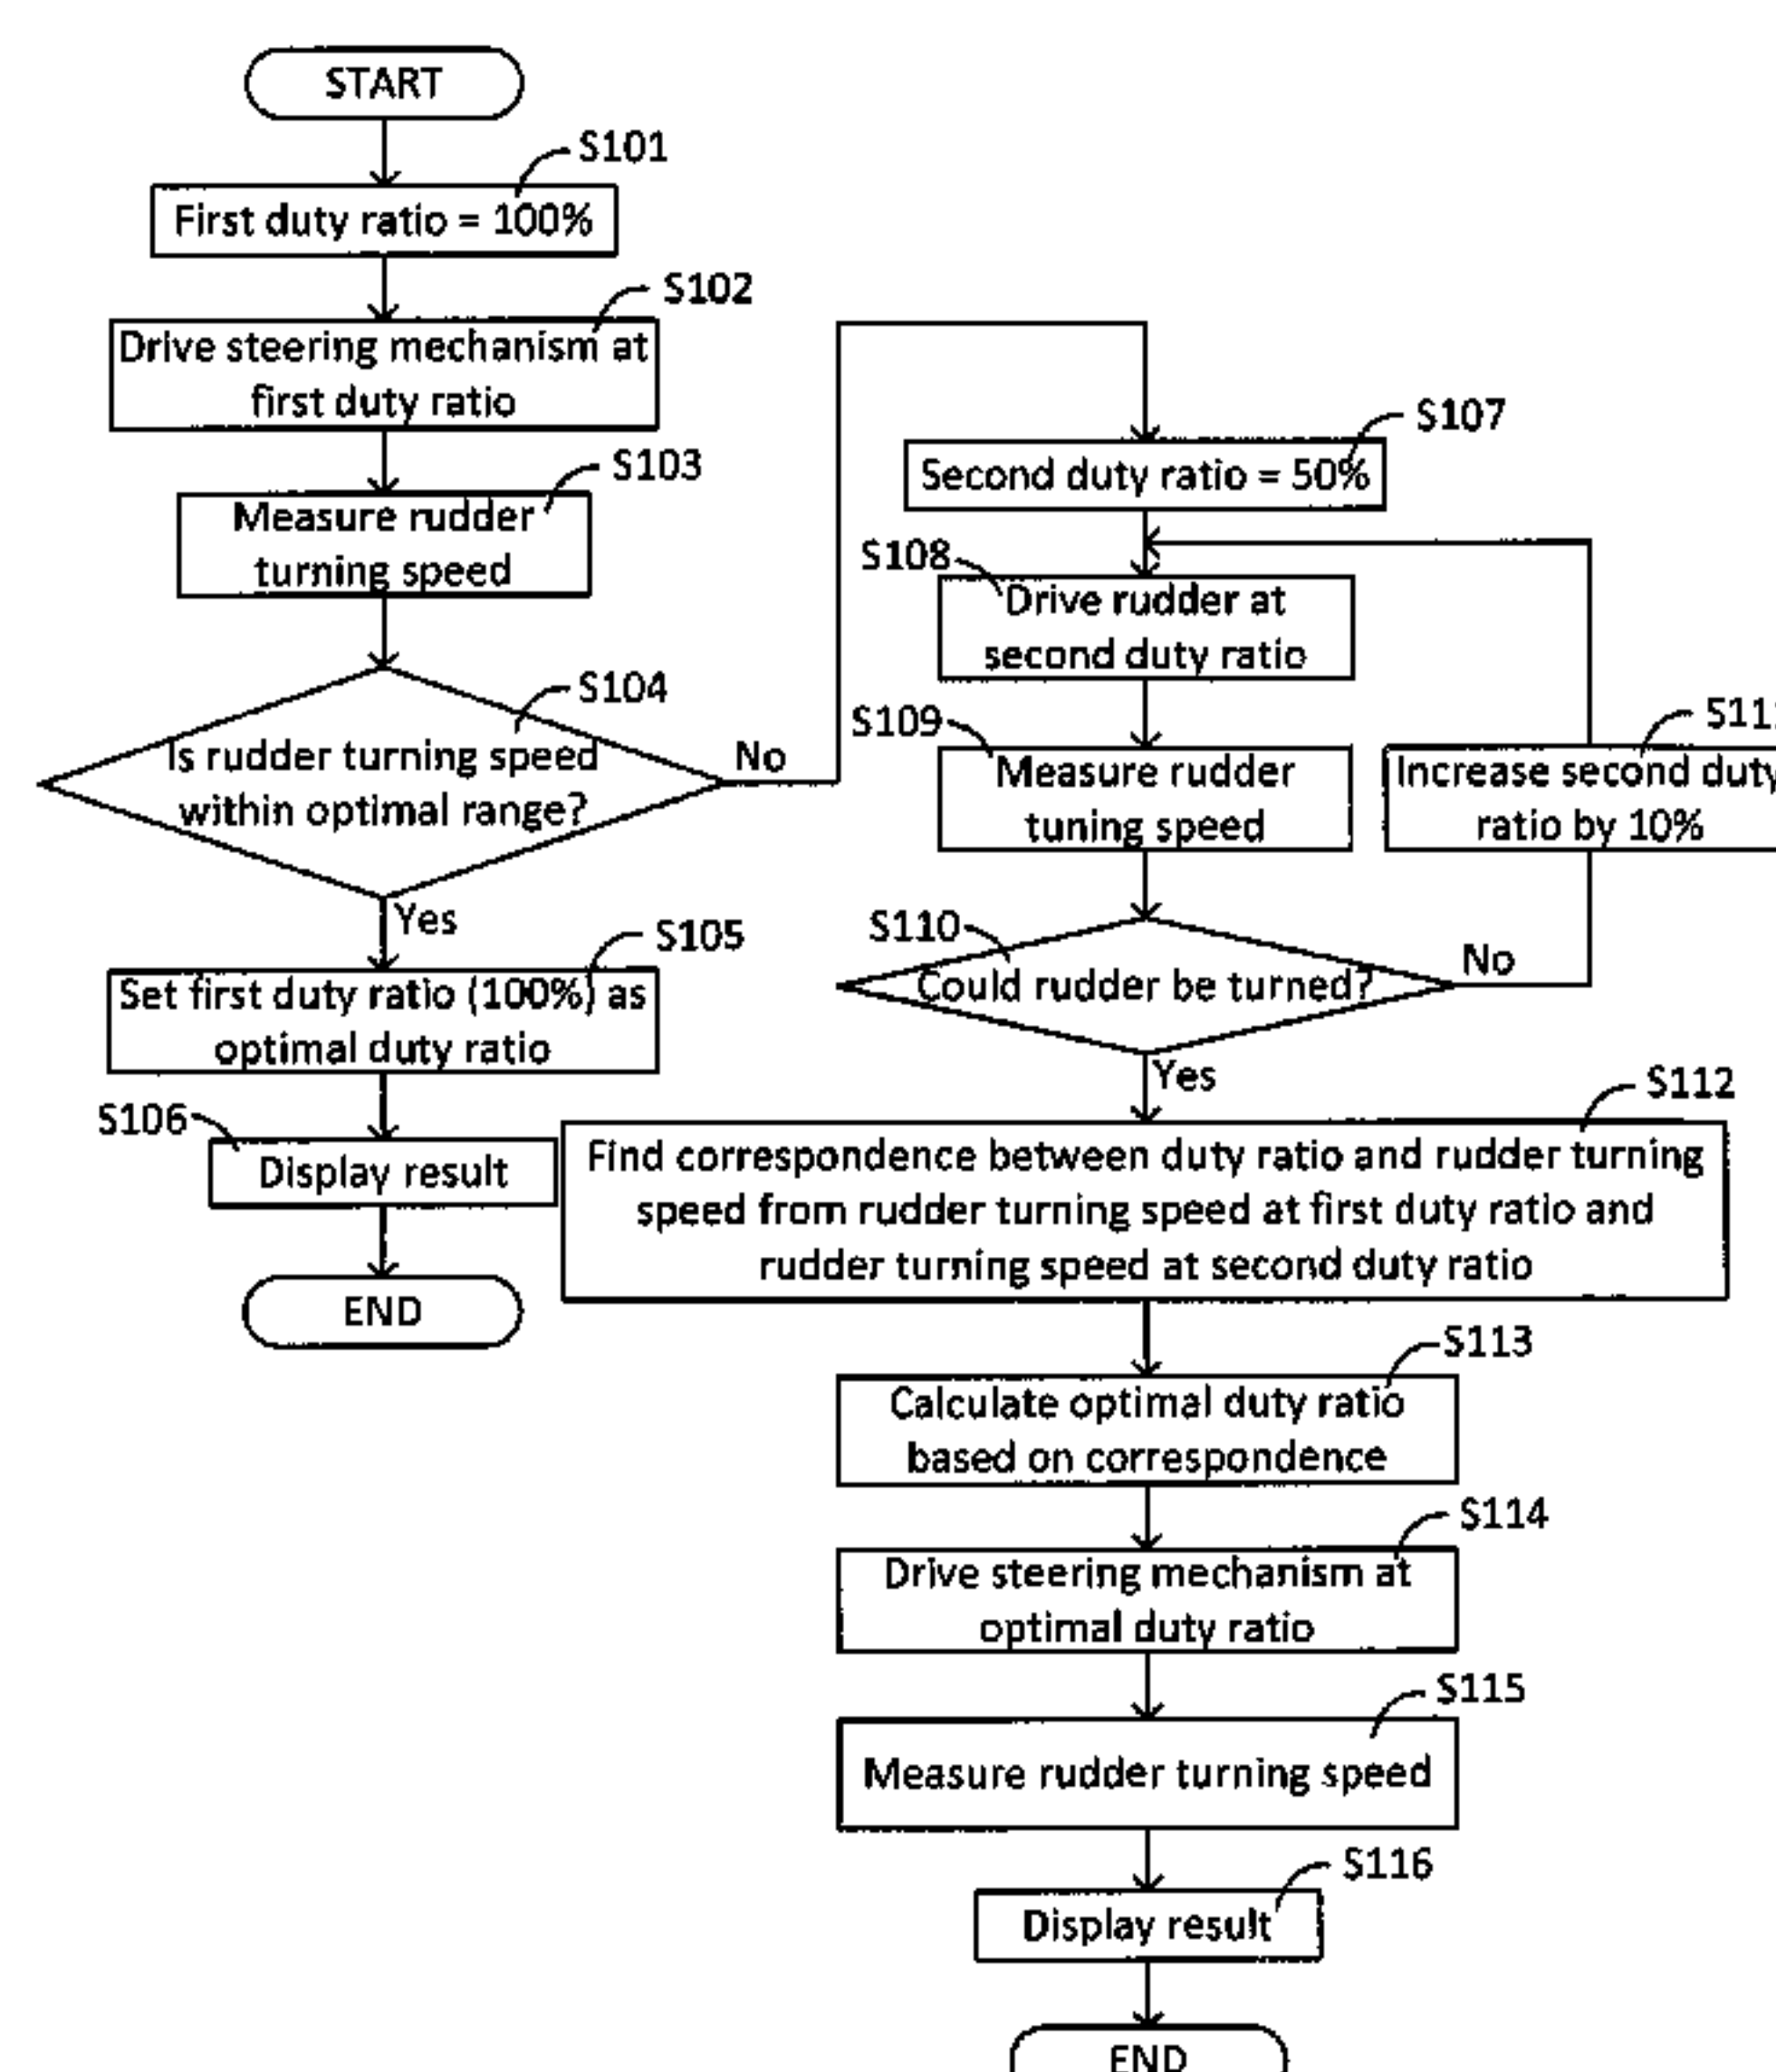 START
S101
First duty ratio = 100%
S102
Drive steering mechanism at
first duty ratio
S103
Measure rudder
turning speed
S104
Is rudder turning speed
within optimal range?
No
Yes
S105
Set first duty ratio (100%) as
optimal duty ratio
S106
Display result
END
S107
Second duty ratio = 50%
S108
Drive rudder at
second duty ratio
S109
Measure rudder
tuning speed
S110
Could rudder be turned?
No
Increase second duty
ratio by 10%
Yes
S112
Find correspondence between duty ratio and rudder turning
speed from rudder turning speed at first duty ratio and
rudder turning speed at second duty ratio
S113
Calculate optimal duty ratio
based on correspondence
S114
Drive steering mechanism at
optimal duty ratio
S115
Measure rudder turning speed
S116
Display result
END